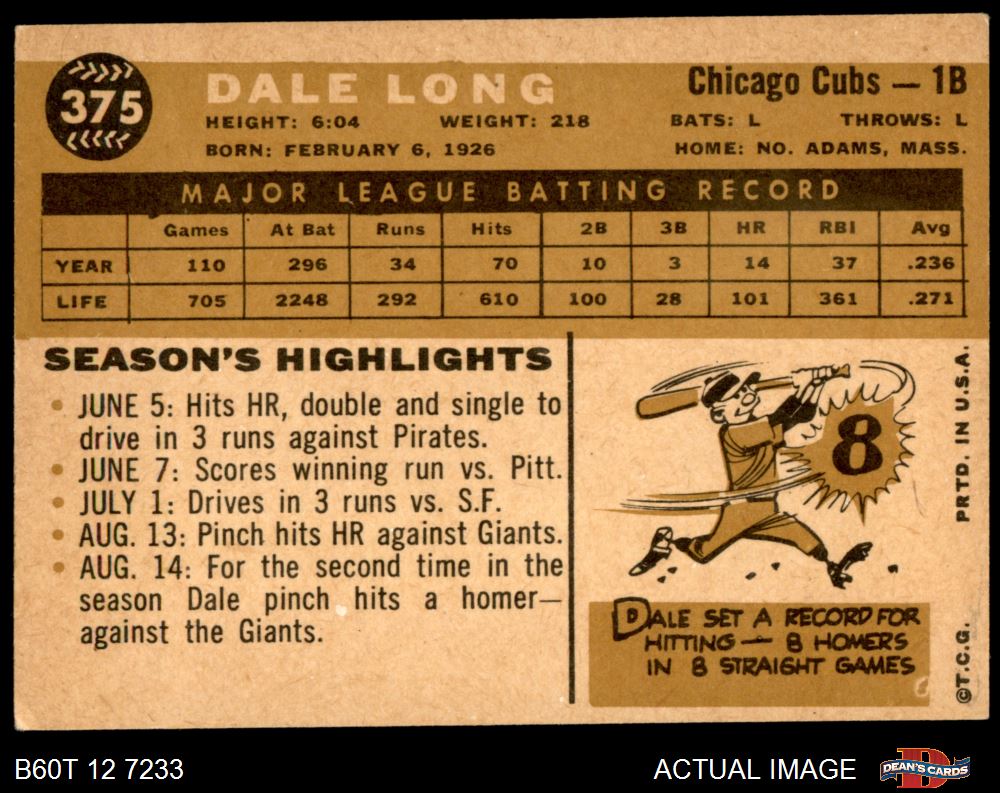 375
DALE LONG
Chicago Cubs — 1B
HEIGHT: 6:04 WEIGHT: 218 BATS: L THROWS: L
BORN: FEBRUARY 6, 1926 HOME: NO. ADAMS, MASS.
MAJOR LEAGUE BATTING RECORD
Games At Bat Runs Hits 2B 3B HR RBI Avg
YEAR 110 296 34 70 10 3 14 37 .236
LIFE 705 2248 292 610 100 28 101 361 .271
SEASON'S HIGHLIGHTS
• JUNE 5: Hits HR, double and single to
drive in 3 runs against Pirates.
• JUNE 7: Scores winning run vs. Pitt.
• JULY 1: Drives in 3 runs vs. S.F.
• AUG. 13: Pinch hits HR against Giants.
• AUG. 14: For the second time in the
season Dale pinch hits a homer—
against the Giants.
8
DALE SET A RECORD FOR
HITTING — 8 HOMERS
IN 8 STRAIGHT GAMES
©T.C.G. PRTD. IN U.S.A.
B60T 12 7233
ACTUAL IMAGE
D
DEAN'S CARDS